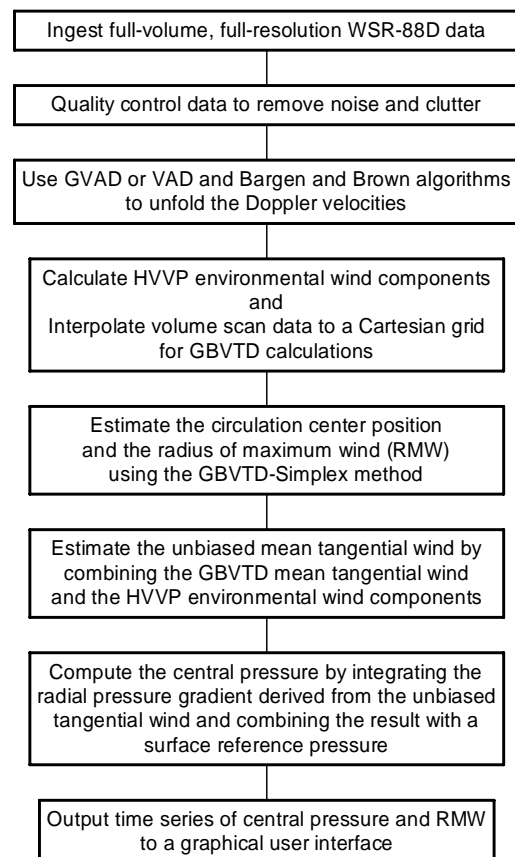 Ingest full-volume, full-resolution WSR-88D data
Quality control data to remove noise and clutter
Use GVAD or VAD and Bargen and Brown algorithms
to unfold the Doppler velocities
Calculate HVVP environmental wind components
and
Interpolate volume scan data to a Cartesian grid
for GBVTD calculations
Estimate the circulation center position
and the radius of maximum wind (RMW)
using the GBVTD-Simplex method
Estimate the unbiased mean tangential wind by
combining the GBVTD mean tangential wind
and the HVVP environmental wind components
Compute the central pressure by integrating the
radial pressure gradient derived from the unbiased
tangential wind and combining the result with a
surface reference pressure
Output time series of central pressure and RMW
to a graphical user interface